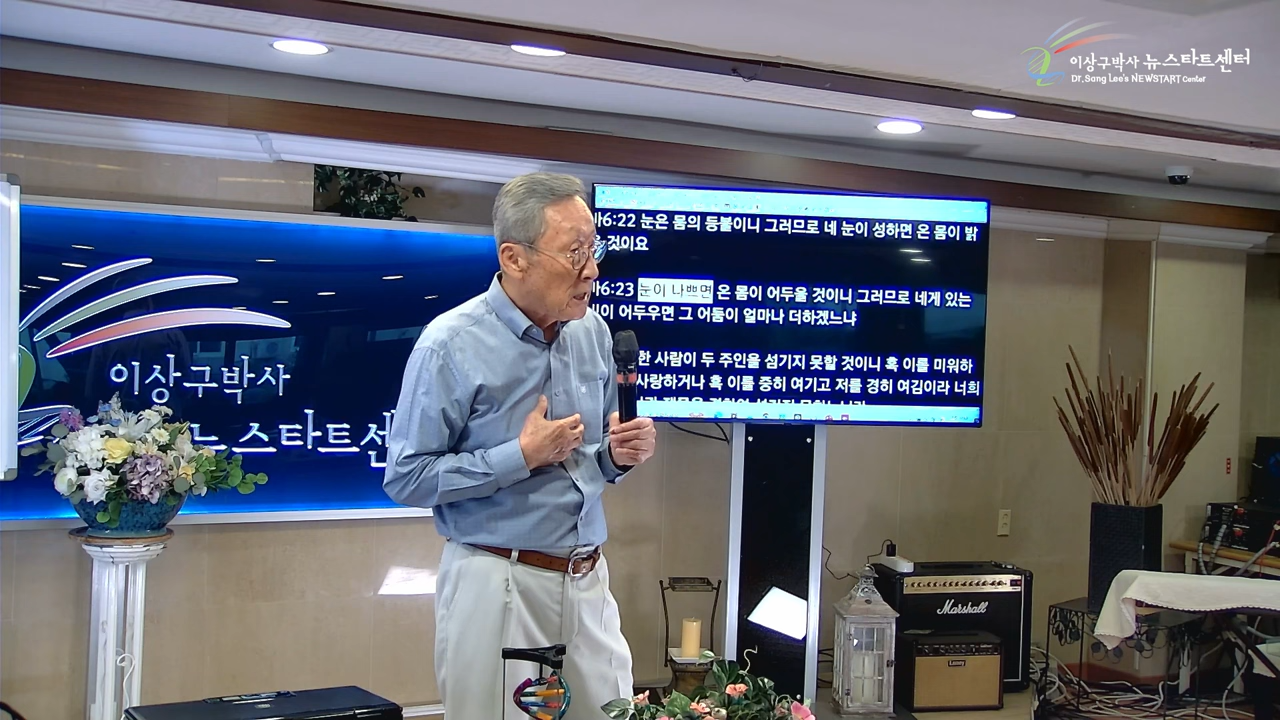 이상구박사 뉴스타트센터
Dr. Sang Lee's NEWSTART Center
6:22 눈은 몸의 등불이니 그러므로 네 눈이 성하면 온 몸이 밝
것이요
6:23 눈이 나쁘면 온 몸이 어두울 것이니 그러므로 네게 있는
어두우면 그 어둠이 얼마나 더하겠느냐
한 사람이 두 주인을 섬기지 못할 것이니 혹 이를 미워하
사랑하거나 혹 이를 중히 여기고 저를 경히 여김이라 너희
이상구박사
뉴스타트센
Marshall
Laney